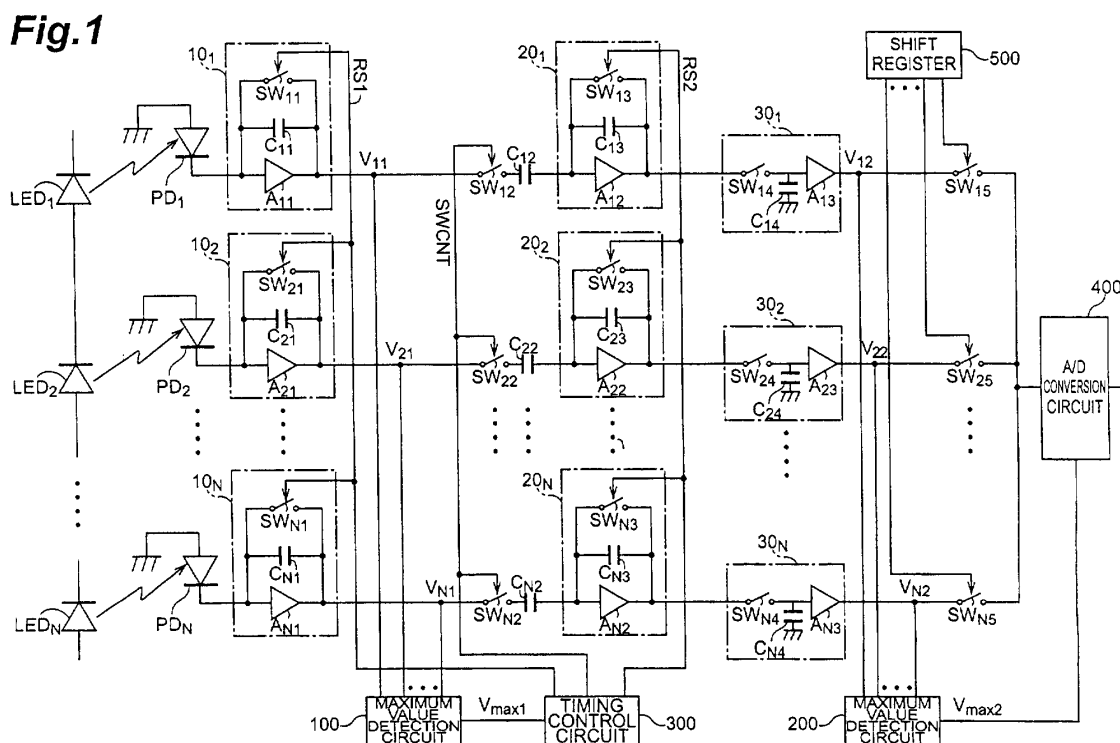 Fig.1
10₁
RS1
20₁
RS2
SHIFT
REGISTER
500
SW₁₁
C₁₁
A₁₁
SW₁₃
C₁₃
A₁₂
30₁
LED₁
PD₁
V₁₁
SW₁₂
C₁₂
SW₁₄
C₁₄
A₁₃
V₁₂
SW₁₅
SWCNT
10₂
SW₂₁
C₂₁
A₂₁
20₂
SW₂₃
C₂₃
A₂₂
30₂
400
LED₂
PD₂
V₂₁
SW₂₂
C₂₂
SW₂₄
C₂₄
A₂₃
V₂₂
SW₂₅
A/D
CONVERSION
CIRCUIT
10N
SWN1
CN1
AN1
20N
SWN3
CN3
AN2
30N
LEDN
PDN
VN1
SWN2
CN2
SWN4
CN4
AN3
VN2
SWN5
100
MAXIMUM
VALUE
DETECTION
CIRCUIT
Vmax1
TIMING
CONTROL
CIRCUIT
300
200
MAXIMUM
VALUE
DETECTION
CIRCUIT
Vmax2